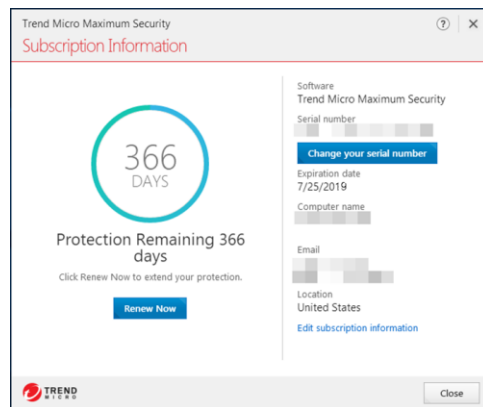 Trend Micro Maximum Security
Subscription Information
366
DAYS
Protection Remaining 366
days
Click Renew Now to extend your protection.
Renew Now
Software
Trend Micro Maximum Security
Serial number
Change your serial number
Expiration date
7/25/2019
Computer name
Email
Location
United States
Edit subscription information
TREND
MICRO
Close